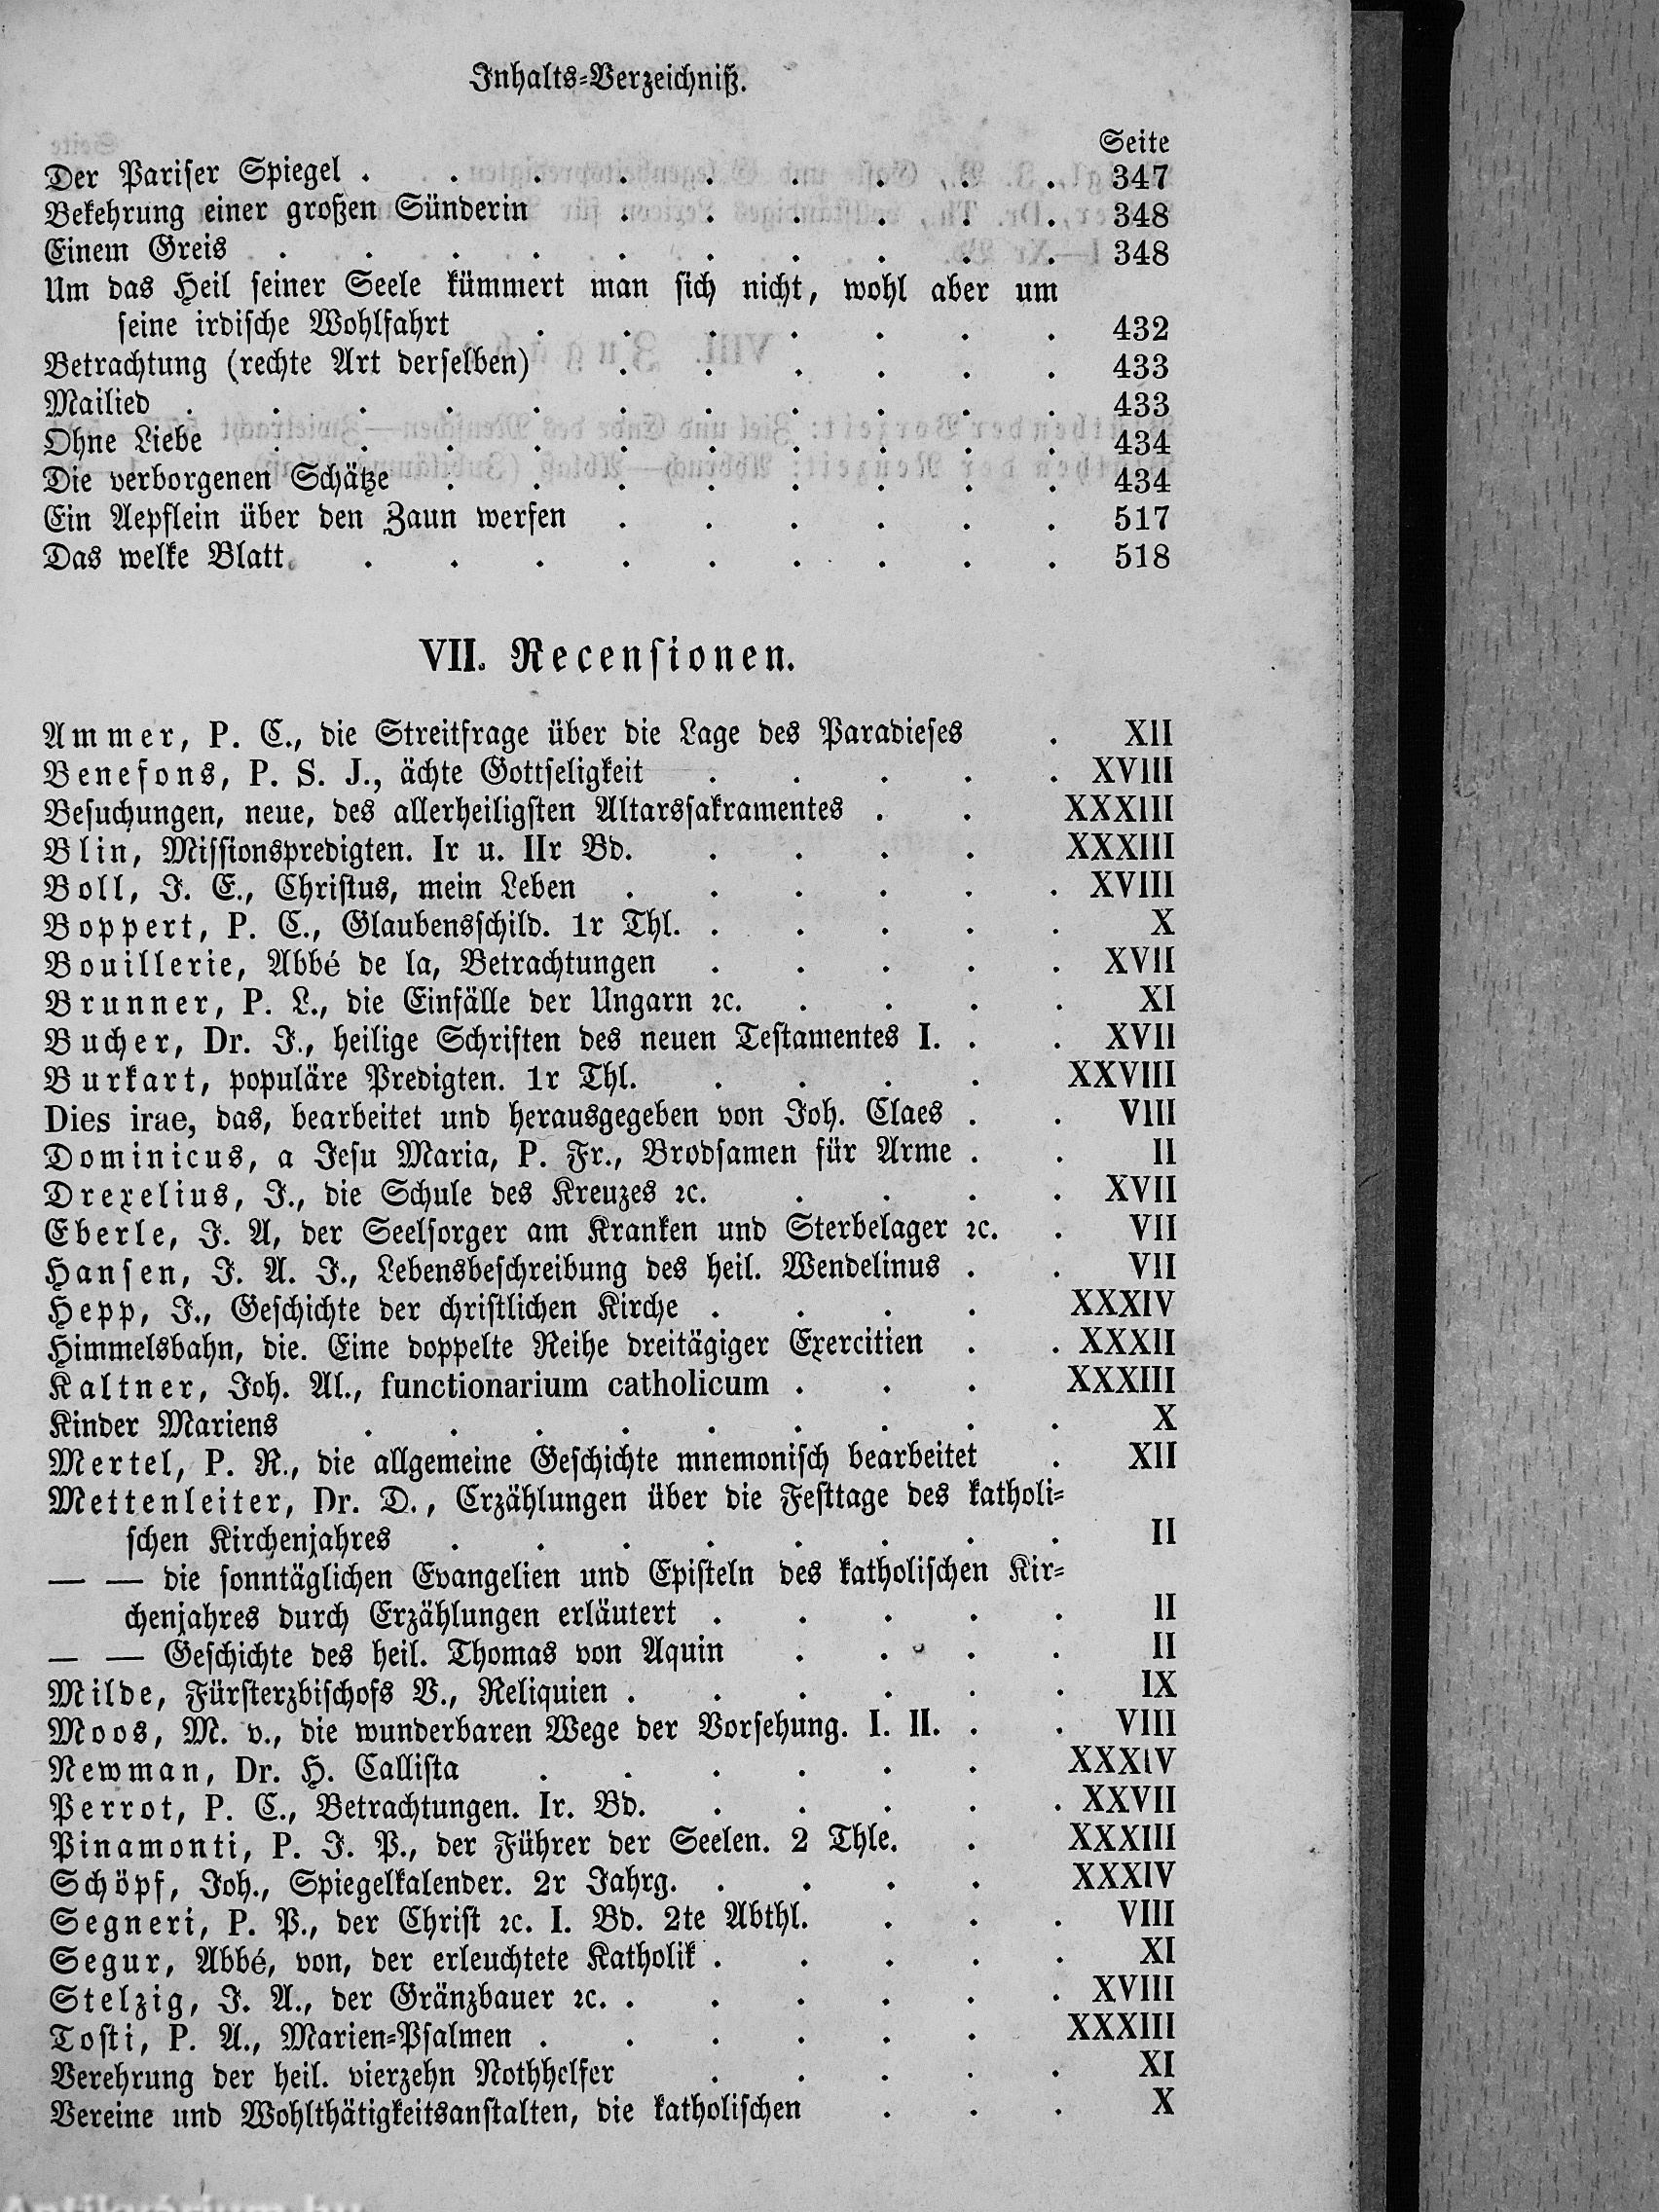 Inhalts-Verzeichniß.
Seite
Der Pariser Spiegel . . . . . . . . . 347
Bekehrung einer großen Sünderin . . . . . . 348
Einem Greis . . . . . . . . . . 348
Um das Heil seiner Seele kümmert man sich nicht, wohl aber um
seine irdische Wohlfahrt . . . . . . . 432
Betrachtung (rechte Art derselben) . . . . . . 433
Mailied . . . . . . . . . . . 433
Ohne Liebe . . . . . . . . . . 434
Die verborgenen Schätze . . . . . . . . 434
Ein Aepflein über den Zaun werfen . . . . . . 517
Das welke Blatt . . . . . . . . . 518
VII. Recensionen.
Ammer, P. C., die Streitfrage über die Lage des Paradieses . XII
Benefons, P. S. J., ächte Gottseligkeit . . . . . XVIII
Besuchungen, neue, des allerheiligsten Altarssakramentes . . XXXIII
Blin, Missionspredigten. Ir u. IIr Bd. . . . . XXXIII
Boll, J. E., Christus, mein Leben . . . . . . XVIII
Boppert, P. C., Glaubensschild. 1r Thl. . . . . . X
Bouillerie, Abbé de la, Betrachtungen . . . . . XVII
Brunner, P. L., die Einfälle der Ungarn ꝛc. . . . . XI
Bucher, Dr. J., heilige Schriften des neuen Testamentes I. . . XVII
Burkart, populäre Predigten. 1r Thl. . . . . XXVIII
Dies irae, das, bearbeitet und herausgegeben von Joh. Claes . . VIII
Dominicus, a Jesu Maria, P. Fr., Brodsamen für Arme . . II
Drexelius, J., die Schule des Kreuzes ꝛc. . . . . XVII
Eberle, J. A, der Seelsorger am Kranken und Sterbelager ꝛc. . VII
Hansen, J. A. J., Lebensbeschreibung des heil. Wendelinus . . VII
Hepp, J., Geschichte der christlichen Kirche . . . . XXXIV
Himmelsbahn, die. Eine doppelte Reihe dreitägiger Exercitien . . XXXII
Kaltner, Joh. Al., functionarium catholicum . . . XXXIII
Kinder Mariens . . . . . . . . . X
Mertel, P. R., die allgemeine Geschichte mnemonisch bearbeitet . XII
Mettenleiter, Dr. D., Erzählungen über die Festtage des katholi-
schen Kirchenjahres . . . . . . . . II
— — die sonntäglichen Evangelien und Episteln des katholischen Kir-
chenjahres durch Erzählungen erläutert . . . . . II
— — Geschichte des heil. Thomas von Aquin . . . . II
Milde, Fürsterzbischofs V., Reliquien . . . . . . IX
Moos, M. v., die wunderbaren Wege der Vorsehung. I. II. . . VIII
Newman, Dr. H. Callista . . . . . . XXXIV
Perrot, P. C., Betrachtungen. Ir. Bd. . . . . . XXVII
Pinamonti, P. J. P., der Führer der Seelen. 2 Thle. . XXXIII
Schöpf, Joh., Spiegelkalender. 2r Jahrg. . . . . XXXIV
Segneri, P. P., der Christ ꝛc. I. Bd. 2te Abthl. . . . VIII
Segur, Abbé, von, der erleuchtete Katholik . . . . . XI
Stelzig, J. A., der Gränzbauer ꝛc. . . . . . . XVIII
Tosti, P. A., Marien-Psalmen . . . . . . XXXIII
Verehrung der heil. vierzehn Nothhelfer . . . . . XI
Vereine und Wohlthätigkeitsanstalten, die katholischen . . . X